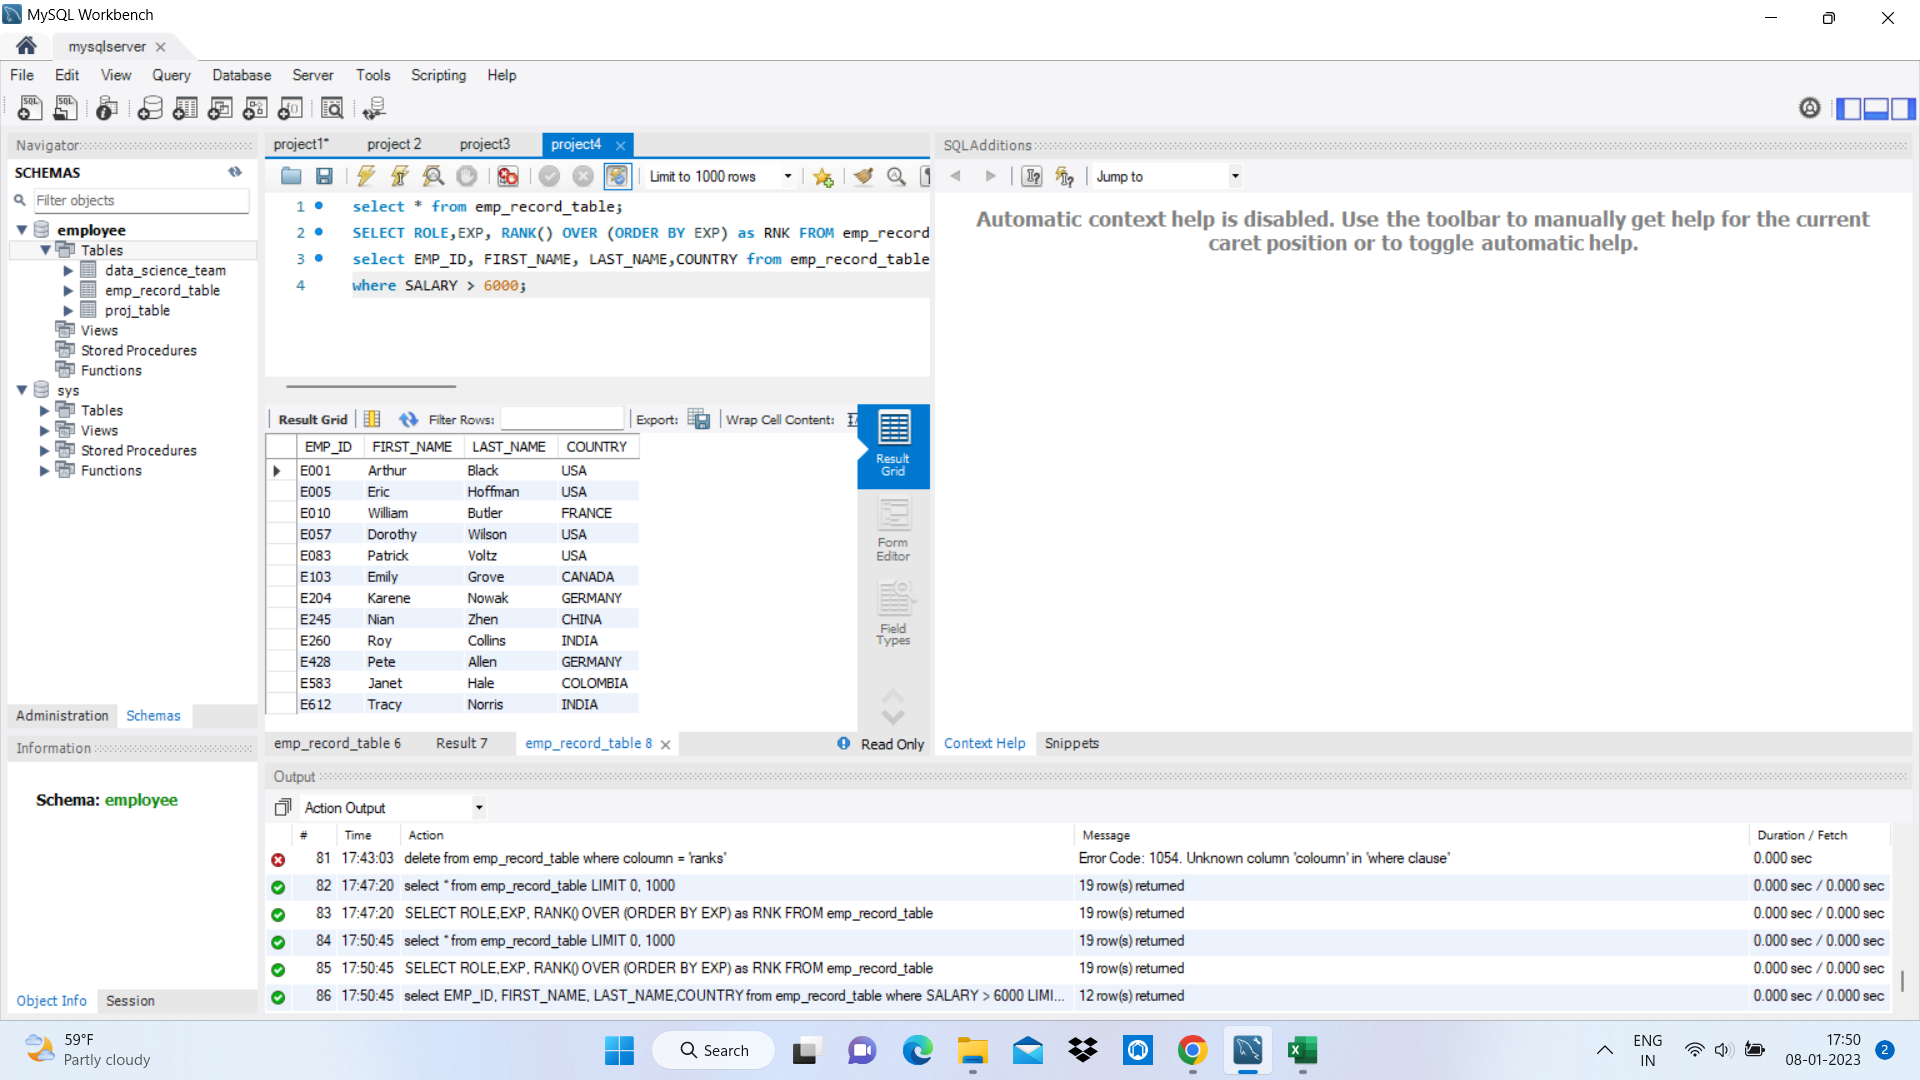 MySQL Workbench
mysqlserver
File Edit View Query Database Server Tools Scripting Help
Navigator
SCHEMAS
Filter objects
employee
Tables
data_science_team
emp_record_table
proj_table
Views
Stored Procedures
Functions
sys
Tables
Views
Stored Procedures
Functions
Administration Schemas
Information
Schema: employee
Object Info Session
project1* project 2 project3 project4
Limit to 1000 rows
1 select * from emp_record_table;
2 SELECT ROLE,EXP, RANK() OVER (ORDER BY EXP) as RNK FROM emp_record
3 select EMP_ID, FIRST_NAME, LAST_NAME,COUNTRY from emp_record_table
4 where SALARY > 6000;
Result Grid Filter Rows: Export: Wrap Cell Content:
EMP_ID FIRST_NAME LAST_NAME COUNTRY
E001 Arthur Black USA
E005 Eric Hoffman USA
E010 William Butler FRANCE
E057 Dorothy Wilson USA
E083 Patrick Voltz USA
E103 Emily Grove CANADA
E204 Karene Nowak GERMANY
E245 Nian Zhen CHINA
E260 Roy Collins INDIA
E428 Pete Allen GERMANY
E583 Janet Hale COLOMBIA
E612 Tracy Norris INDIA
Result
Grid
Form
Editor
Field
Types
emp_record_table 6 Result 7 emp_record_table 8 Read Only
SQLAdditions
Jump to
Automatic context help is disabled. Use the toolbar to manually get help for the current
caret position or to toggle automatic help.
Context Help Snippets
Output
Action Output
# Time Action Message Duration / Fetch
81 17:43:03 delete from emp_record_table where coloumn = 'ranks' Error Code: 1054. Unknown column 'coloumn' in 'where clause' 0.000 sec
82 17:47:20 select * from emp_record_table LIMIT 0, 1000 19 row(s) returned 0.000 sec / 0.000 sec
83 17:47:20 SELECT ROLE,EXP, RANK() OVER (ORDER BY EXP) as RNK FROM emp_record_table 19 row(s) returned 0.000 sec / 0.000 sec
84 17:50:45 select * from emp_record_table LIMIT 0, 1000 19 row(s) returned 0.000 sec / 0.000 sec
85 17:50:45 SELECT ROLE,EXP, RANK() OVER (ORDER BY EXP) as RNK FROM emp_record_table 19 row(s) returned 0.000 sec / 0.000 sec
86 17:50:45 select EMP_ID, FIRST_NAME, LAST_NAME,COUNTRY from emp_record_table where SALARY > 6000 LIMI... 12 row(s) returned 0.000 sec / 0.000 sec
59°F
Partly cloudy
Search
ENG
IN
17:50
08-01-2023
2